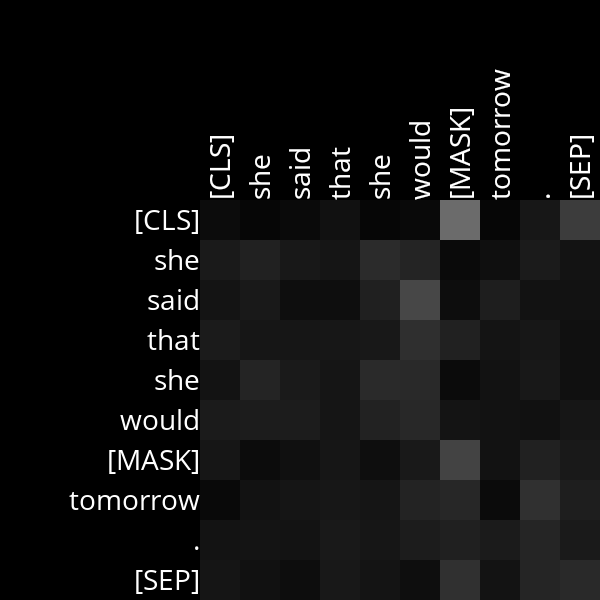 [CLS] she said that she would [MASK] tomorrow . [SEP]
[CLS]
she
said
that
she
would
[MASK]
tomorrow
.
[SEP]